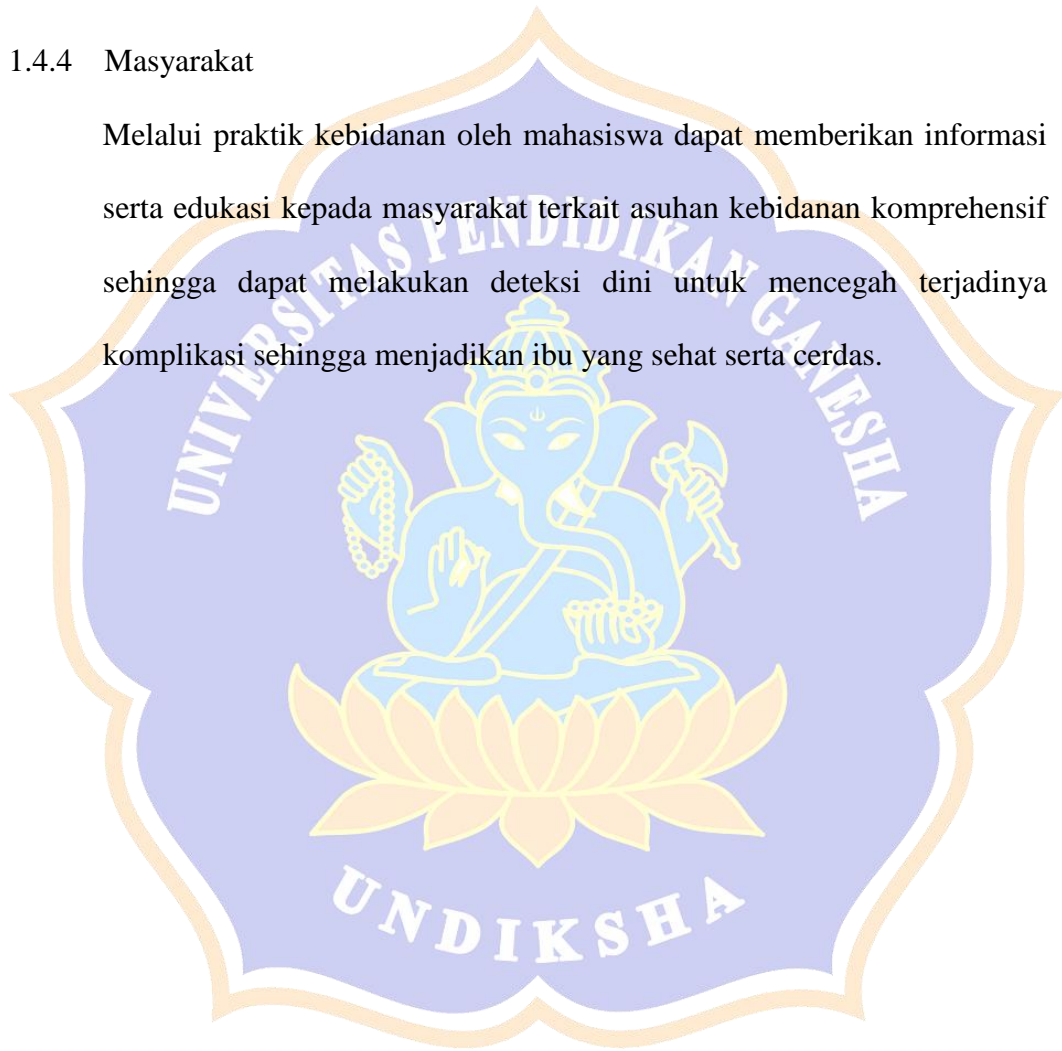 1.4.4 Masyarakat
Melalui praktik kebidanan oleh mahasiswa dapat memberikan informasi
serta edukasi kepada masyarakat terkait asuhan kebidanan komprehensif
sehingga dapat melakukan deteksi dini untuk mencegah terjadinya
komplikasi sehingga menjadikan ibu yang sehat serta cerdas.
UNIVERSITAS PENDIDIKAN GANESHA
UNDIKSHA